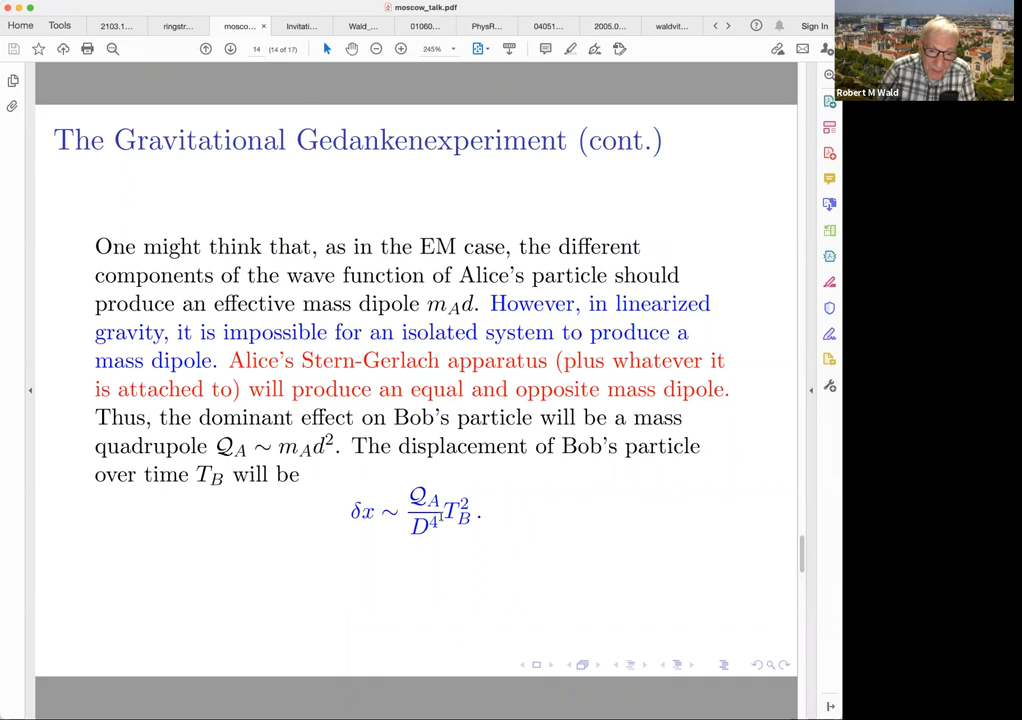 moscow_talk.pdf
Home Tools 2103.1... ringstr... mosco... × Invitati... Wald_... 01060... PhysR... 04051... 2005.0... waldvit... Sign In
14 (14 of 17) 245%
Robert M Wald
The Gravitational Gedankenexperiment (cont.)
One might think that, as in the EM case, the different
components of the wave function of Alice's particle should
produce an effective mass dipole m_A d. However, in linearized
gravity, it is impossible for an isolated system to produce a
mass dipole. Alice's Stern-Gerlach apparatus (plus whatever it
is attached to) will produce an equal and opposite mass dipole.
Thus, the dominant effect on Bob's particle will be a mass
quadrupole 𝒬_A ∼ m_A d². The displacement of Bob's particle
over time T_B will be
δx ∼ 𝒬_A/D⁴ T_B² .